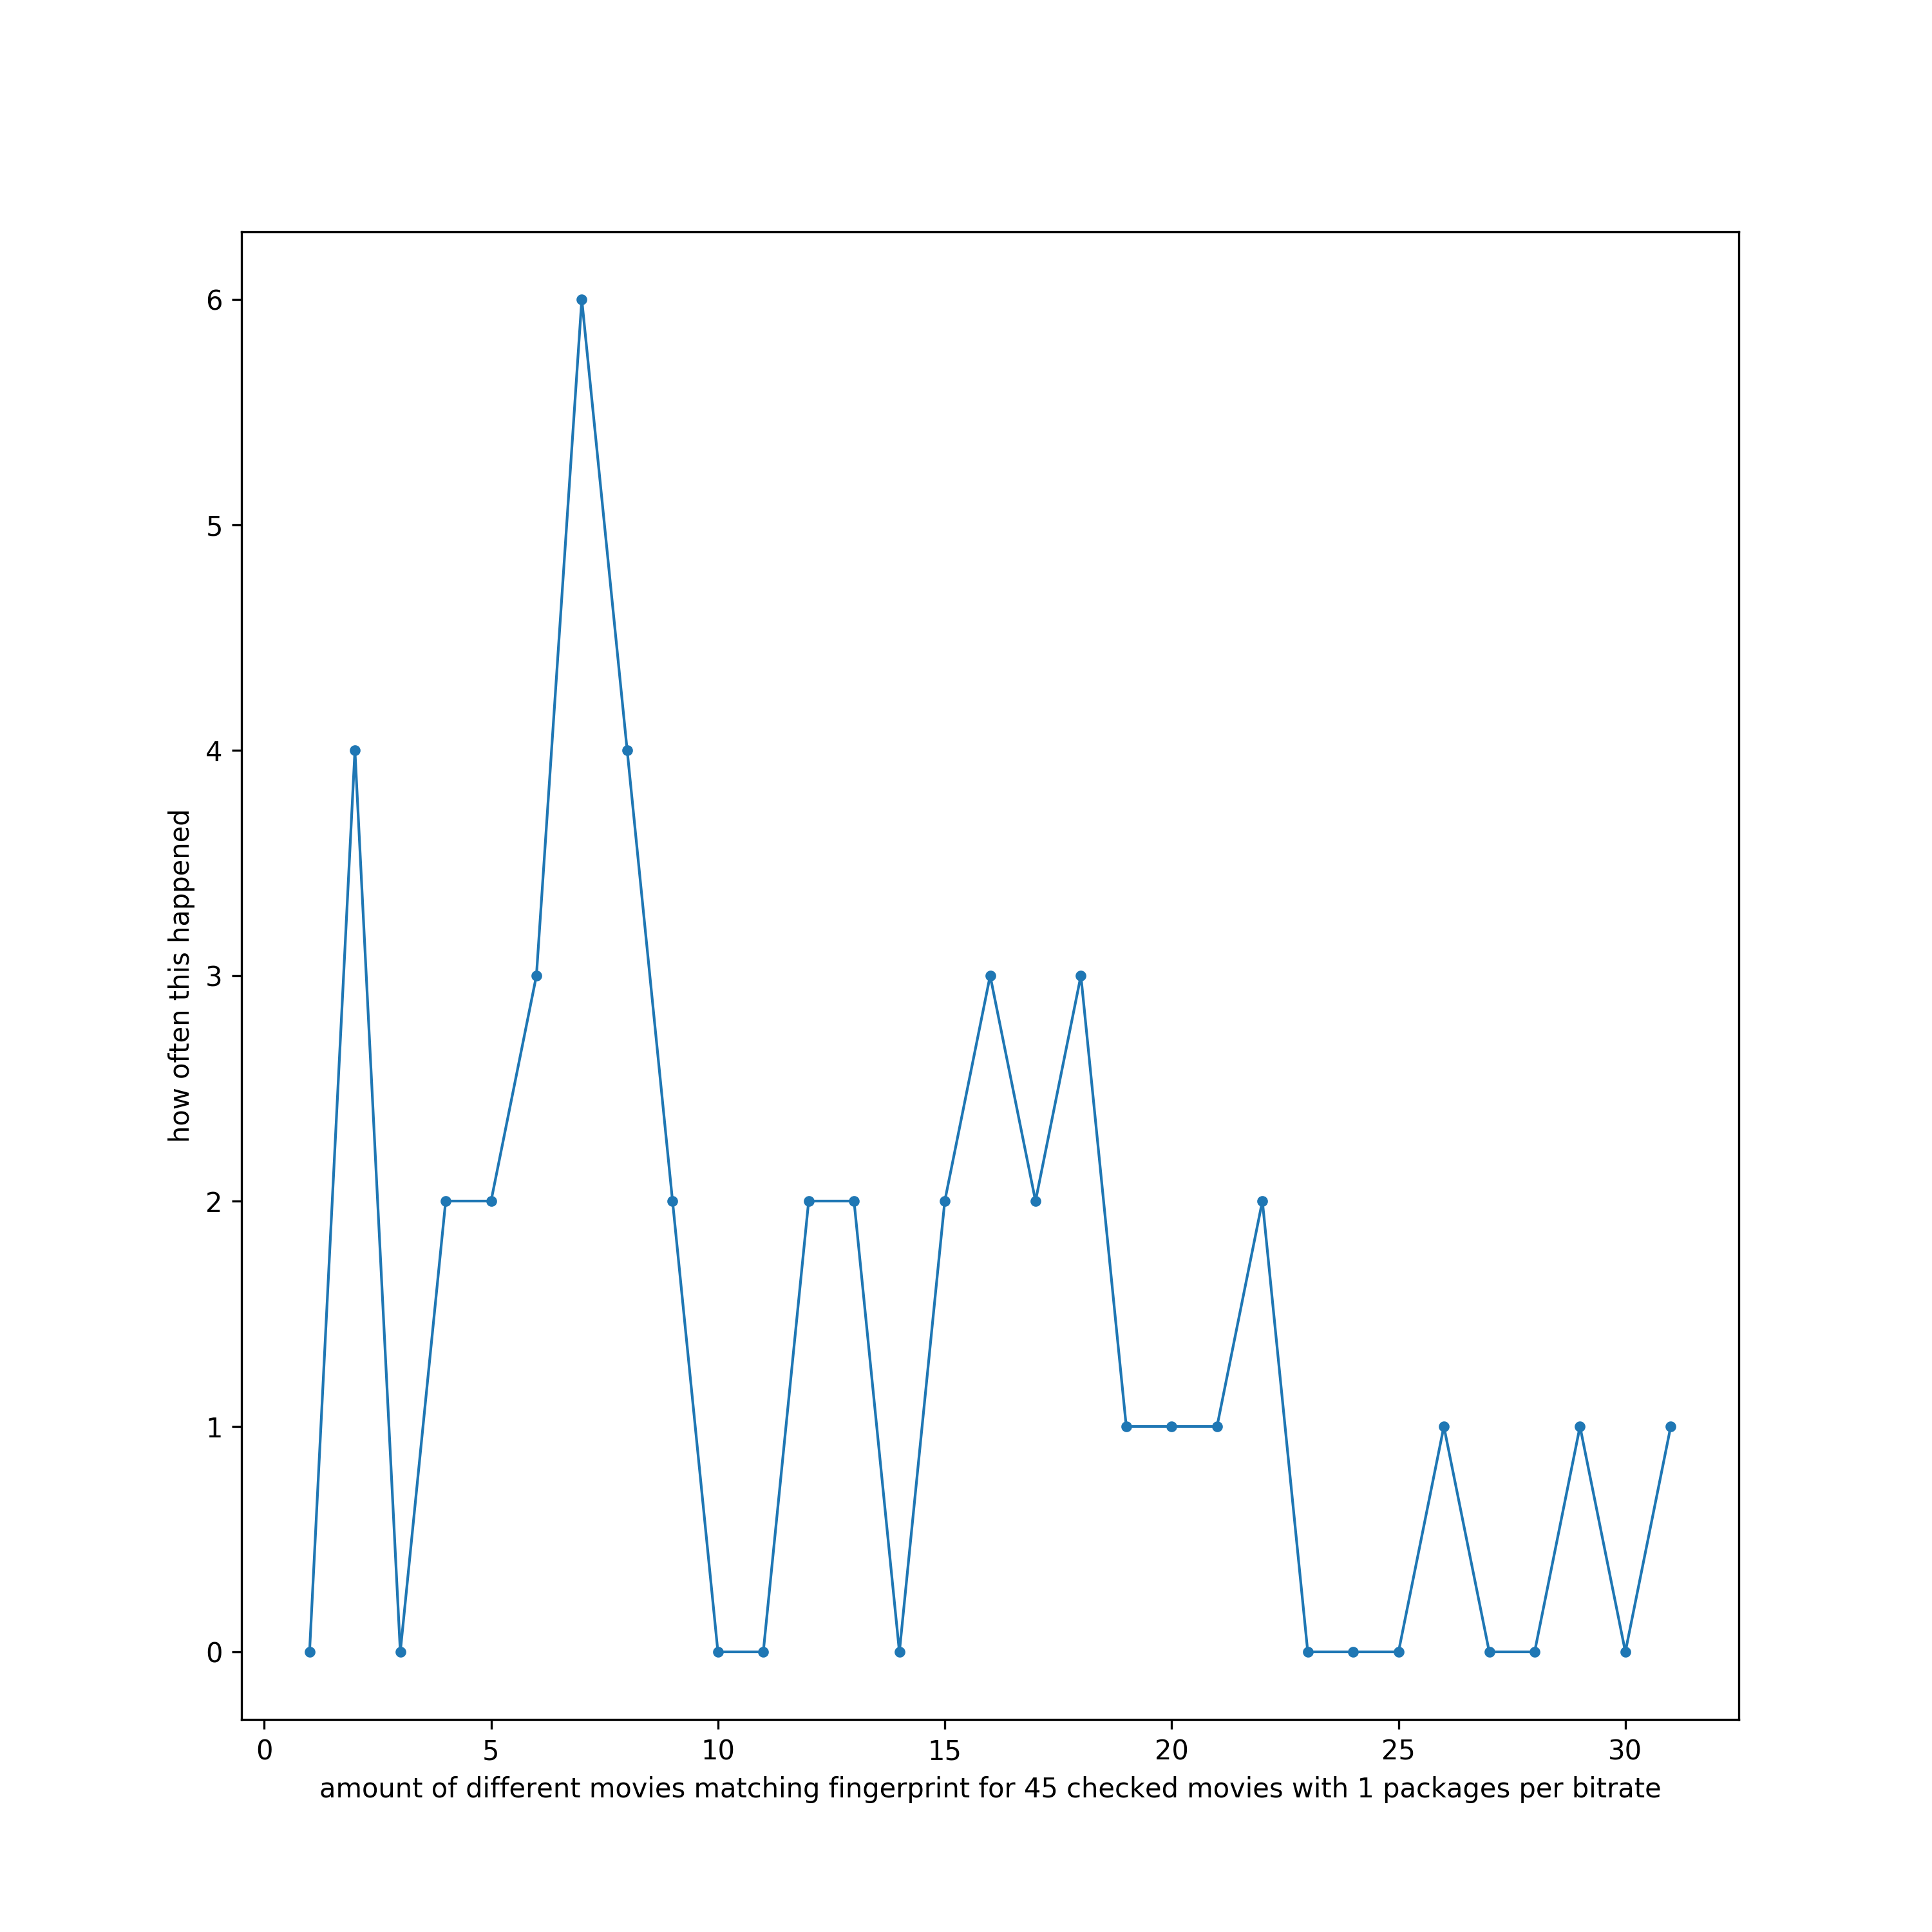 6
5
4
3
2
1
0
how often this happened
0 5 10 15 20 25 30
amount of different movies matching fingerprint for 45 checked movies with 1 packages per bitrate